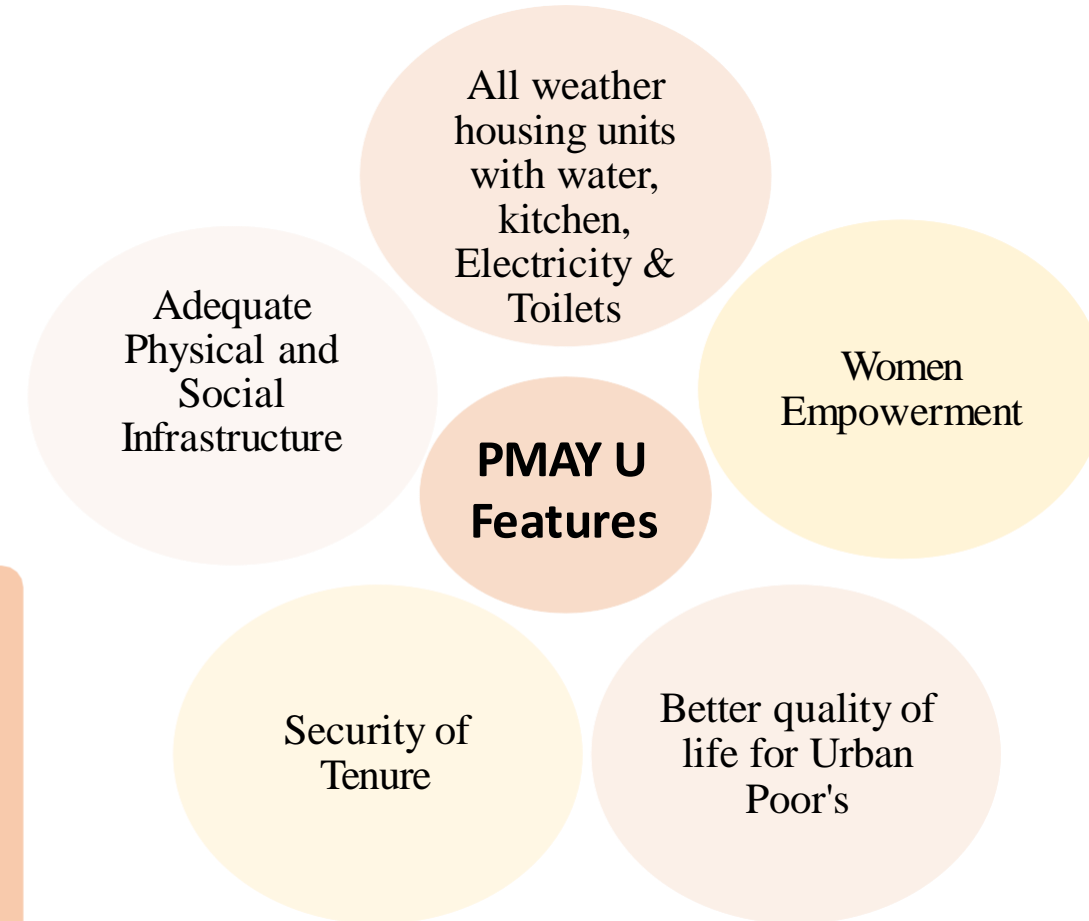 All weather
housing units
with water,
kitchen,
Electricity &
Toilets
Women
Empowerment
Better quality of
life for Urban
Poor's
Security of
Tenure
Adequate
Physical and
Social
Infrastructure
PMAY U
Features